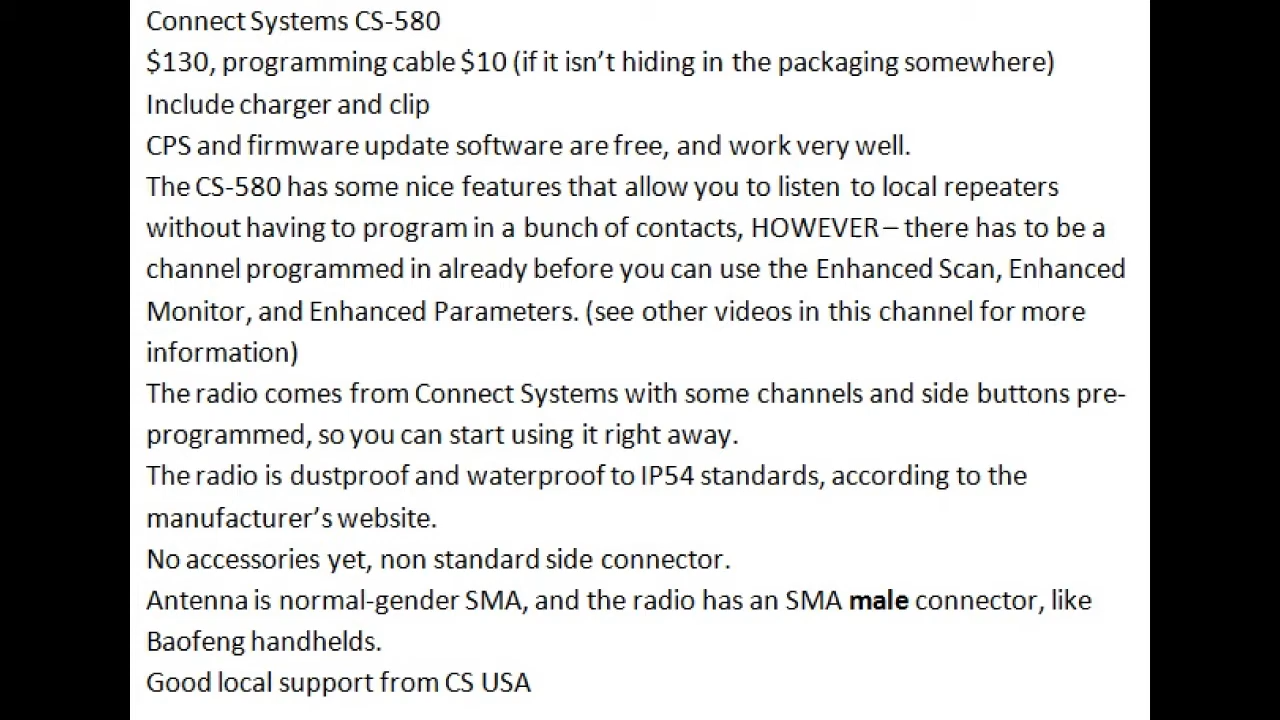 Connect Systems CS-580
$130, programming cable $10 (if it isn’t hiding in the packaging somewhere)
Include charger and clip
CPS and firmware update software are free, and work very well.
The CS-580 has some nice features that allow you to listen to local repeaters
without having to program in a bunch of contacts, HOWEVER – there has to be a
channel programmed in already before you can use the Enhanced Scan, Enhanced
Monitor, and Enhanced Parameters. (see other videos in this channel for more
information)
The radio comes from Connect Systems with some channels and side buttons pre-
programmed, so you can start using it right away.
The radio is dustproof and waterproof to IP54 standards, according to the
manufacturer’s website.
No accessories yet, non standard side connector.
Antenna is normal-gender SMA, and the radio has an SMA male connector, like
Baofeng handhelds.
Good local support from CS USA